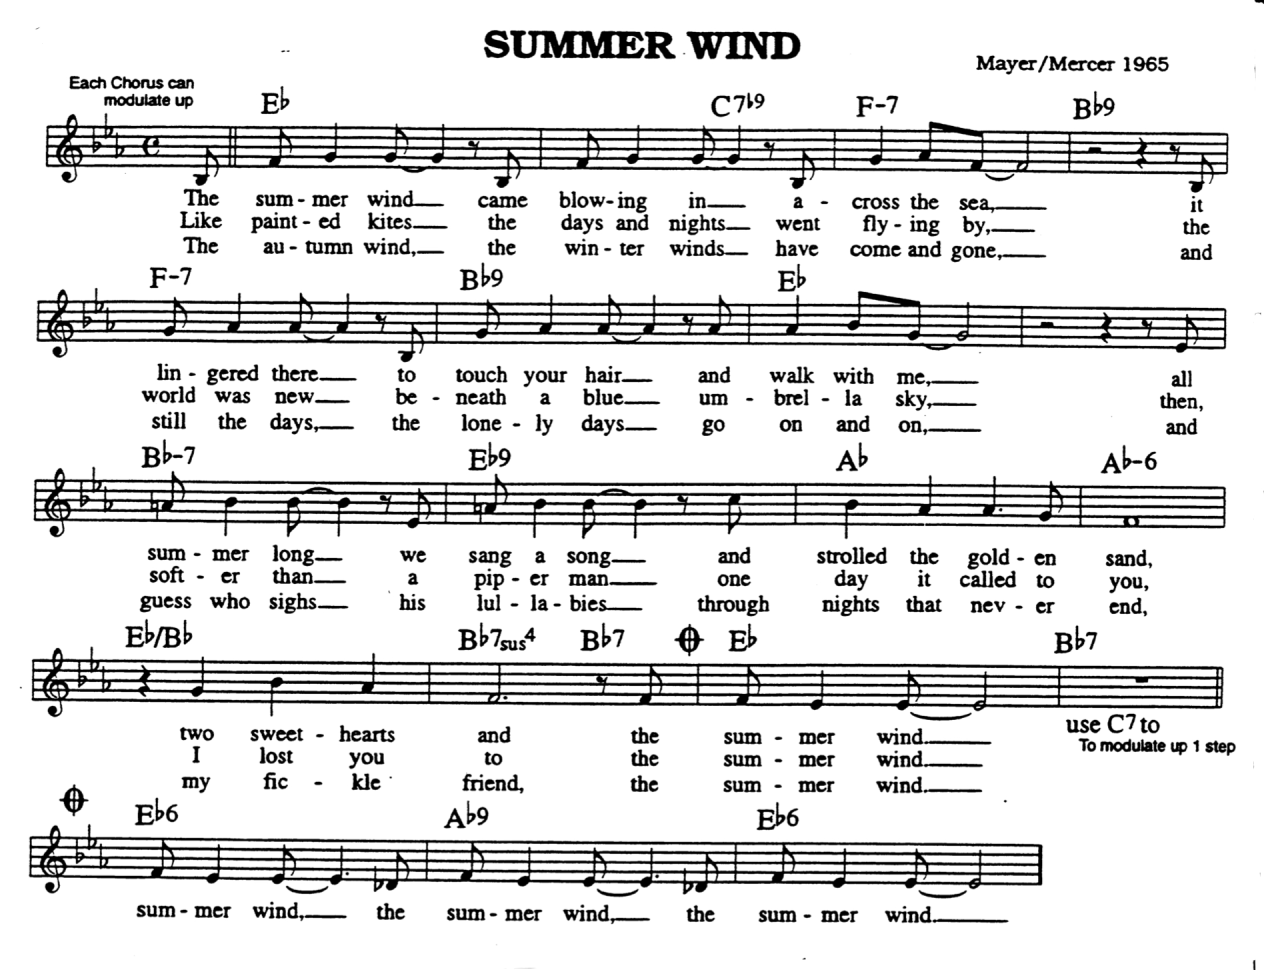 SUMMER WIND
Mayer/Mercer 1965
Each Chorus can
modulate up
E♭ C7♭9 F-7 B♭9
The sum - mer wind came blow - ing in a - cross the sea, it
Like paint - ed kites the days and nights went fly - ing by, the
The au - tumn wind, the win - ter winds have come and gone, and
F-7 B♭9 E♭
lin - gered there to touch your hair and walk with me, all
world was new be - neath a blue um - brel - la sky, then,
still the days, the lone - ly days go on and on, and
B♭-7 E♭9 A♭ A♭-6
sum - mer long we sang a song and strolled the gold - en sand,
soft - er than a pip - er man one day it called to you,
guess who sighs his lul - la - bies through nights that nev - er end,
E♭/B♭ B♭7sus4 B♭7 E♭ B♭7
two sweet - hearts and the sum - mer wind.
I lost you to the sum - mer wind.
my fic - kle friend, the sum - mer wind.
use C7 to
To modulate up 1 step
E♭6 A♭9 E♭6
sum - mer wind, the sum - mer wind, the sum - mer wind.